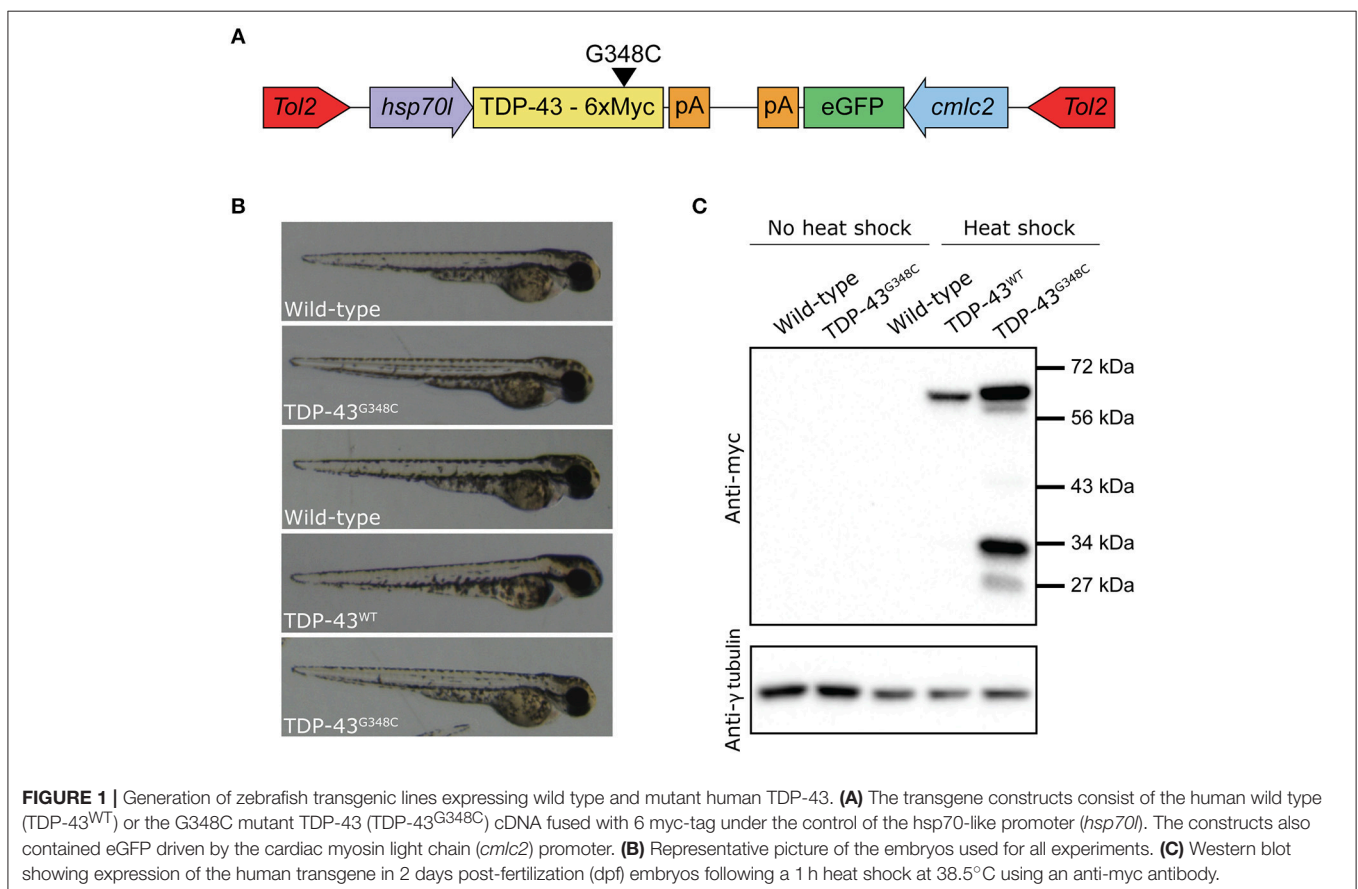 A
G348C
Tol2 hsp70l TDP-43 - 6xMyc pA pA eGFP cmlc2 Tol2
B
Wild-type
TDP-43G348C
Wild-type
TDP-43WT
TDP-43G348C
C
No heat shock Heat shock
Wild-type TDP-43G348C Wild-type TDP-43WT TDP-43G348C
Anti-myc
72 kDa
56 kDa
43 kDa
34 kDa
27 kDa
Anti-γ tubulin
FIGURE 1 | Generation of zebrafish transgenic lines expressing wild type and mutant human TDP-43. (A) The transgene constructs consist of the human wild type
(TDP-43WT) or the G348C mutant TDP-43 (TDP-43G348C) cDNA fused with 6 myc-tag under the control of the hsp70-like promoter (hsp70l). The constructs also
contained eGFP driven by the cardiac myosin light chain (cmlc2) promoter. (B) Representative picture of the embryos used for all experiments. (C) Western blot
showing expression of the human transgene in 2 days post-fertilization (dpf) embryos following a 1 h heat shock at 38.5°C using an anti-myc antibody.